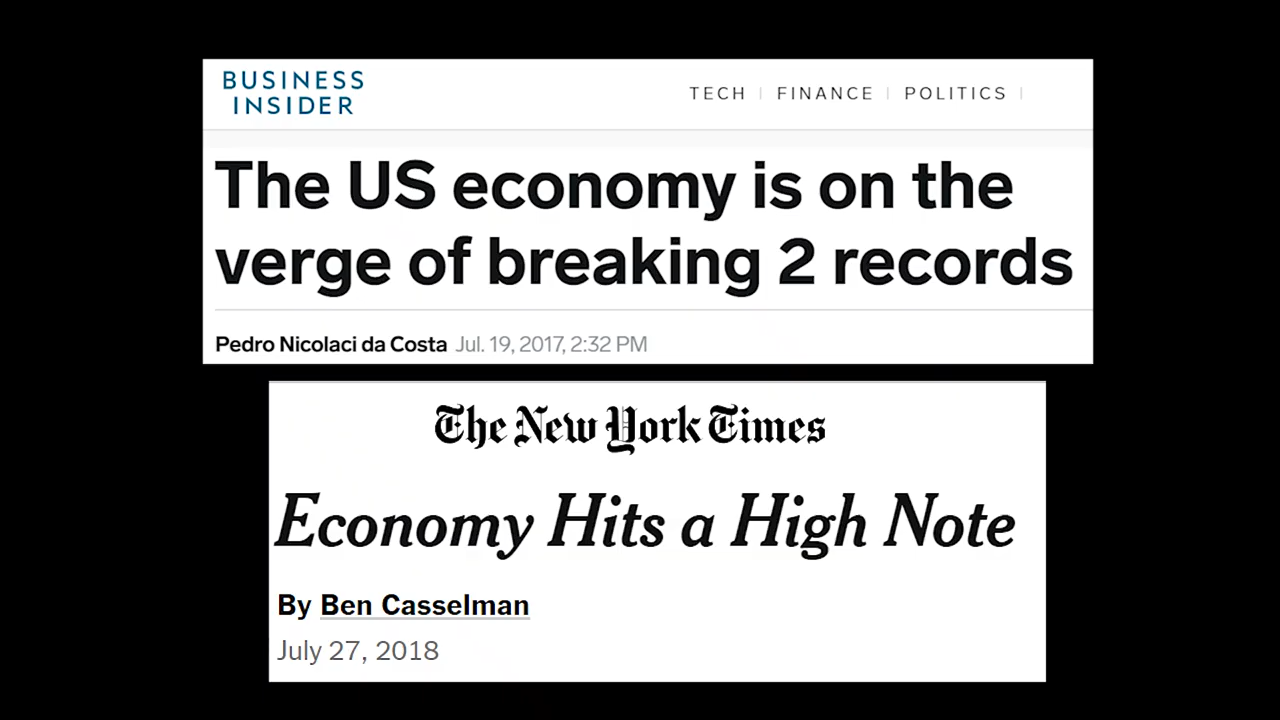 BUSINESS
INSIDER
TECH | FINANCE | POLITICS |
The US economy is on the
verge of breaking 2 records
Pedro Nicolaci da Costa Jul. 19, 2017, 2:32 PM
The New York Times
Economy Hits a High Note
By Ben Casselman
July 27, 2018